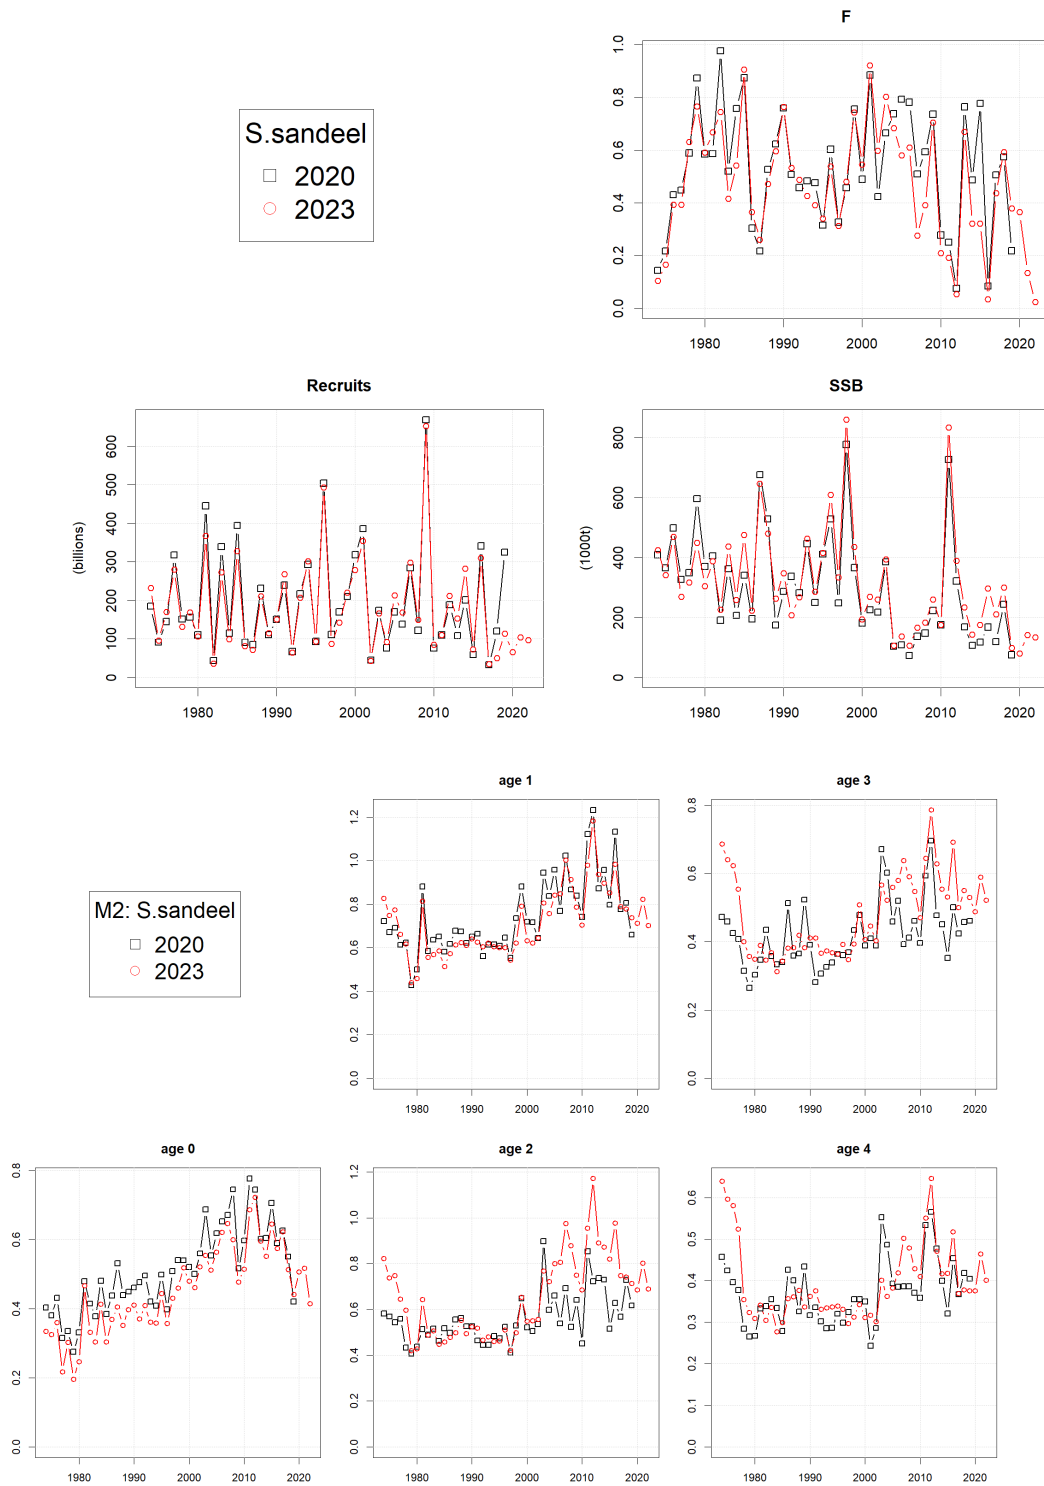 F
S.sandeel
2020
2023
0.0 0.2 0.4 0.6 0.8 1.0
1980 1990 2000 2010 2020
Recruits
(billions)
0 100 200 300 400 500 600
1980 1990 2000 2010 2020
SSB
(1000t)
0 200 400 600 800
1980 1990 2000 2010 2020
M2: S.sandeel
2020
2023
age 1
0.0 0.2 0.4 0.6 0.8 1.0 1.2
1980 1990 2000 2010 2020
age 3
0.0 0.2 0.4 0.6 0.8
1980 1990 2000 2010 2020
age 0
0.0 0.2 0.4 0.6 0.8
1980 1990 2000 2010 2020
age 2
0.0 0.2 0.4 0.6 0.8 1.0 1.2
1980 1990 2000 2010 2020
age 4
0.0 0.1 0.2 0.3 0.4 0.5 0.6
1980 1990 2000 2010 2020